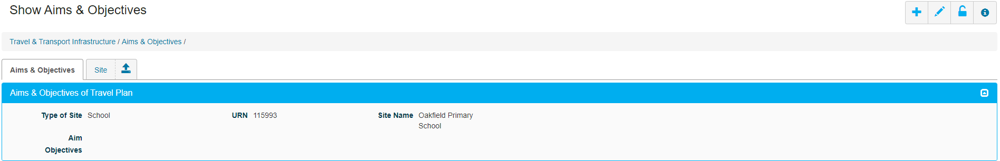 Show Aims & Objectives
Travel & Transport Infrastructure / Aims & Objectives /
Aims & Objectives
Site
Aims & Objectives of Travel Plan
Type of Site School URN 115993 Site Name Oakfield Primary
School
Aim
Objectives